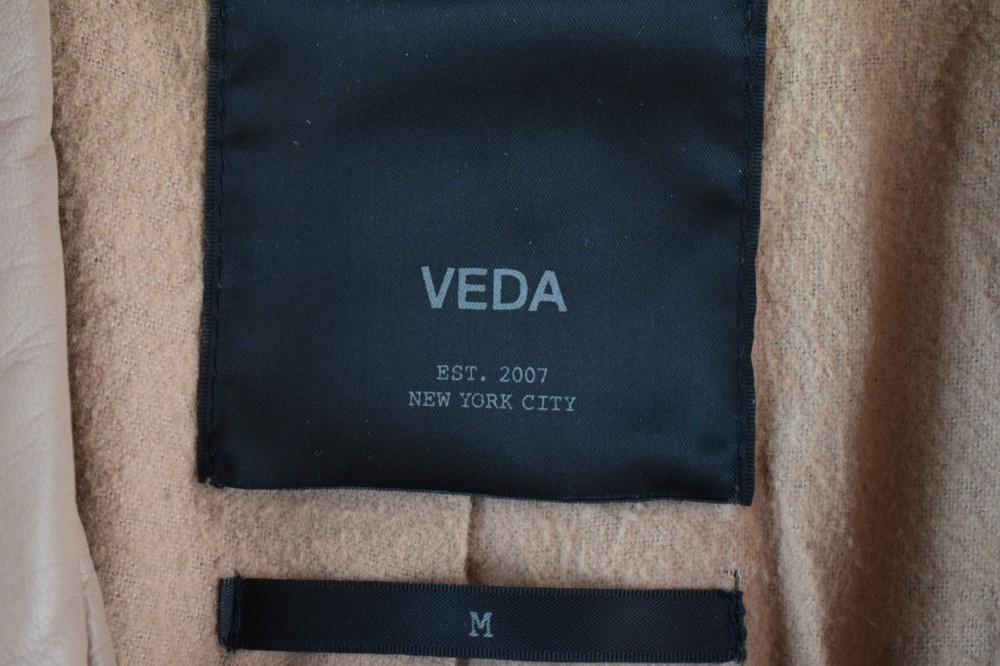 VEDA
EST. 2007
NEW YORK CITY
M